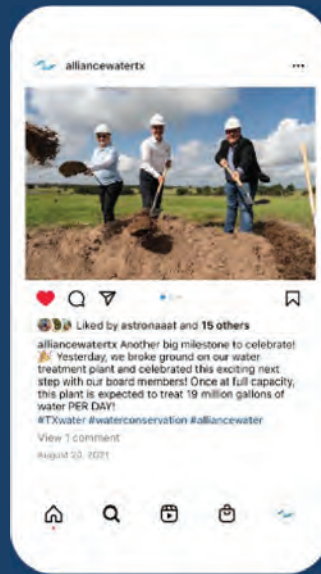 alliancewatertx
Liked by astronaaat and 15 others
alliancewatertx Another big milestone to celebrate!
Yesterday, we broke ground on our water
treatment plant and celebrated this exciting next
step with our board members! Once at full capacity,
this plant is expected to treat 19 million gallons of
water PER DAY!
#TXwater #waterconservation #alliancewater
View 1 comment
August 20, 2021